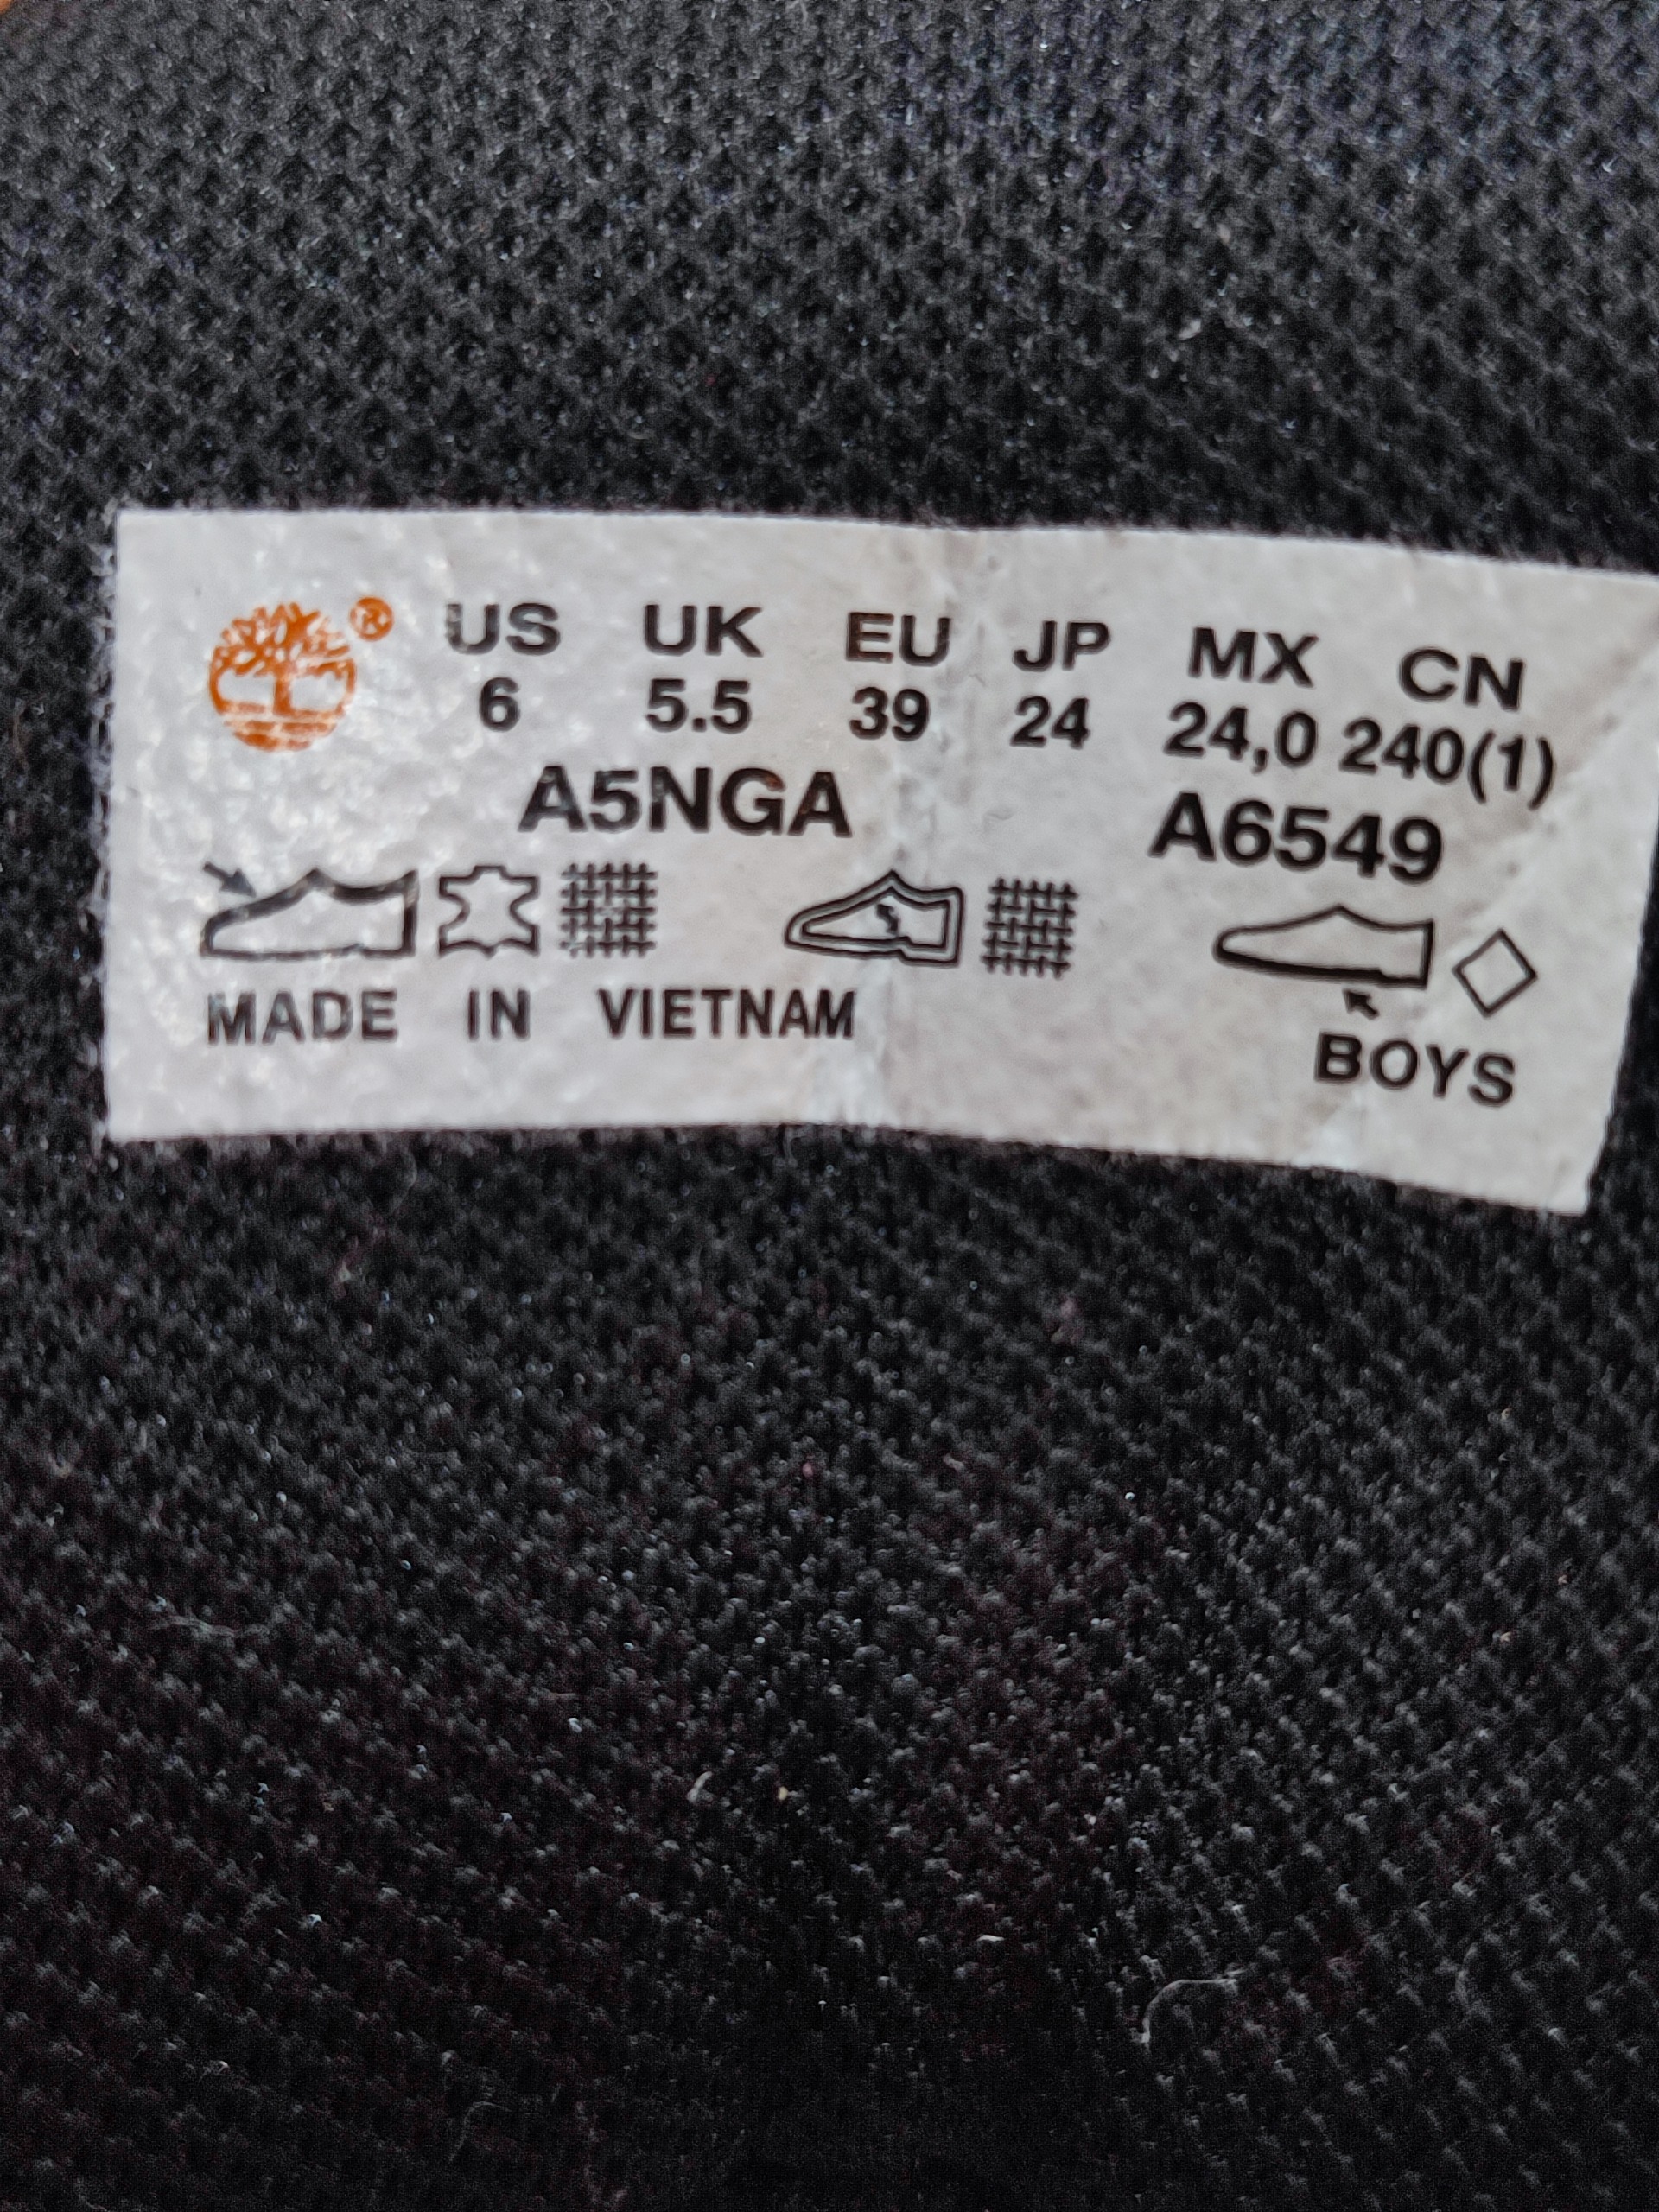 ® US UK EU JP MX CN
6 5.5 39 24 24,0 240(1)
A5NGA A6549
MADE IN VIETNAM
BOYS